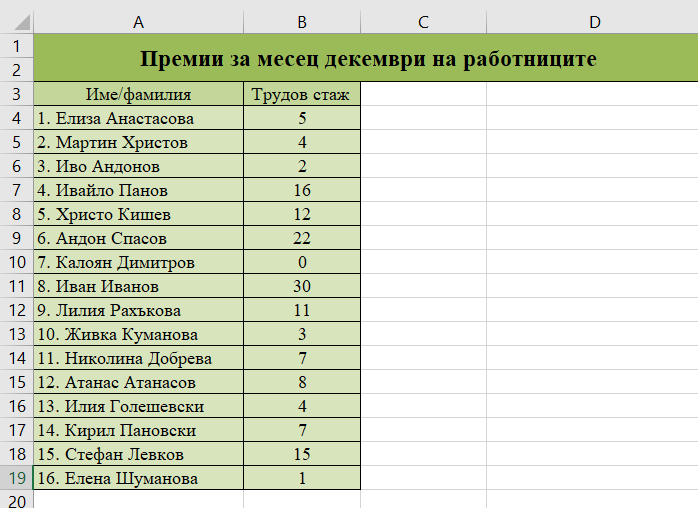 A B C D
1
2 Премии за месец декември на работниците
3 Име/фамилия Трудов стаж
4 1. Елиза Анастасова 5
5 2. Мартин Христов 4
6 3. Иво Андонов 2
7 4. Ивайло Панов 16
8 5. Христо Кишев 12
9 6. Андон Спасов 22
10 7. Калоян Димитров 0
11 8. Иван Иванов 30
12 9. Лилия Рахъкова 11
13 10. Живка Куманова 3
14 11. Николина Добрева 7
15 12. Атанас Атанасов 8
16 13. Илия Голешевски 4
17 14. Кирил Пановски 7
18 15. Стефан Левков 15
19 16. Елена Шуманова 1
20